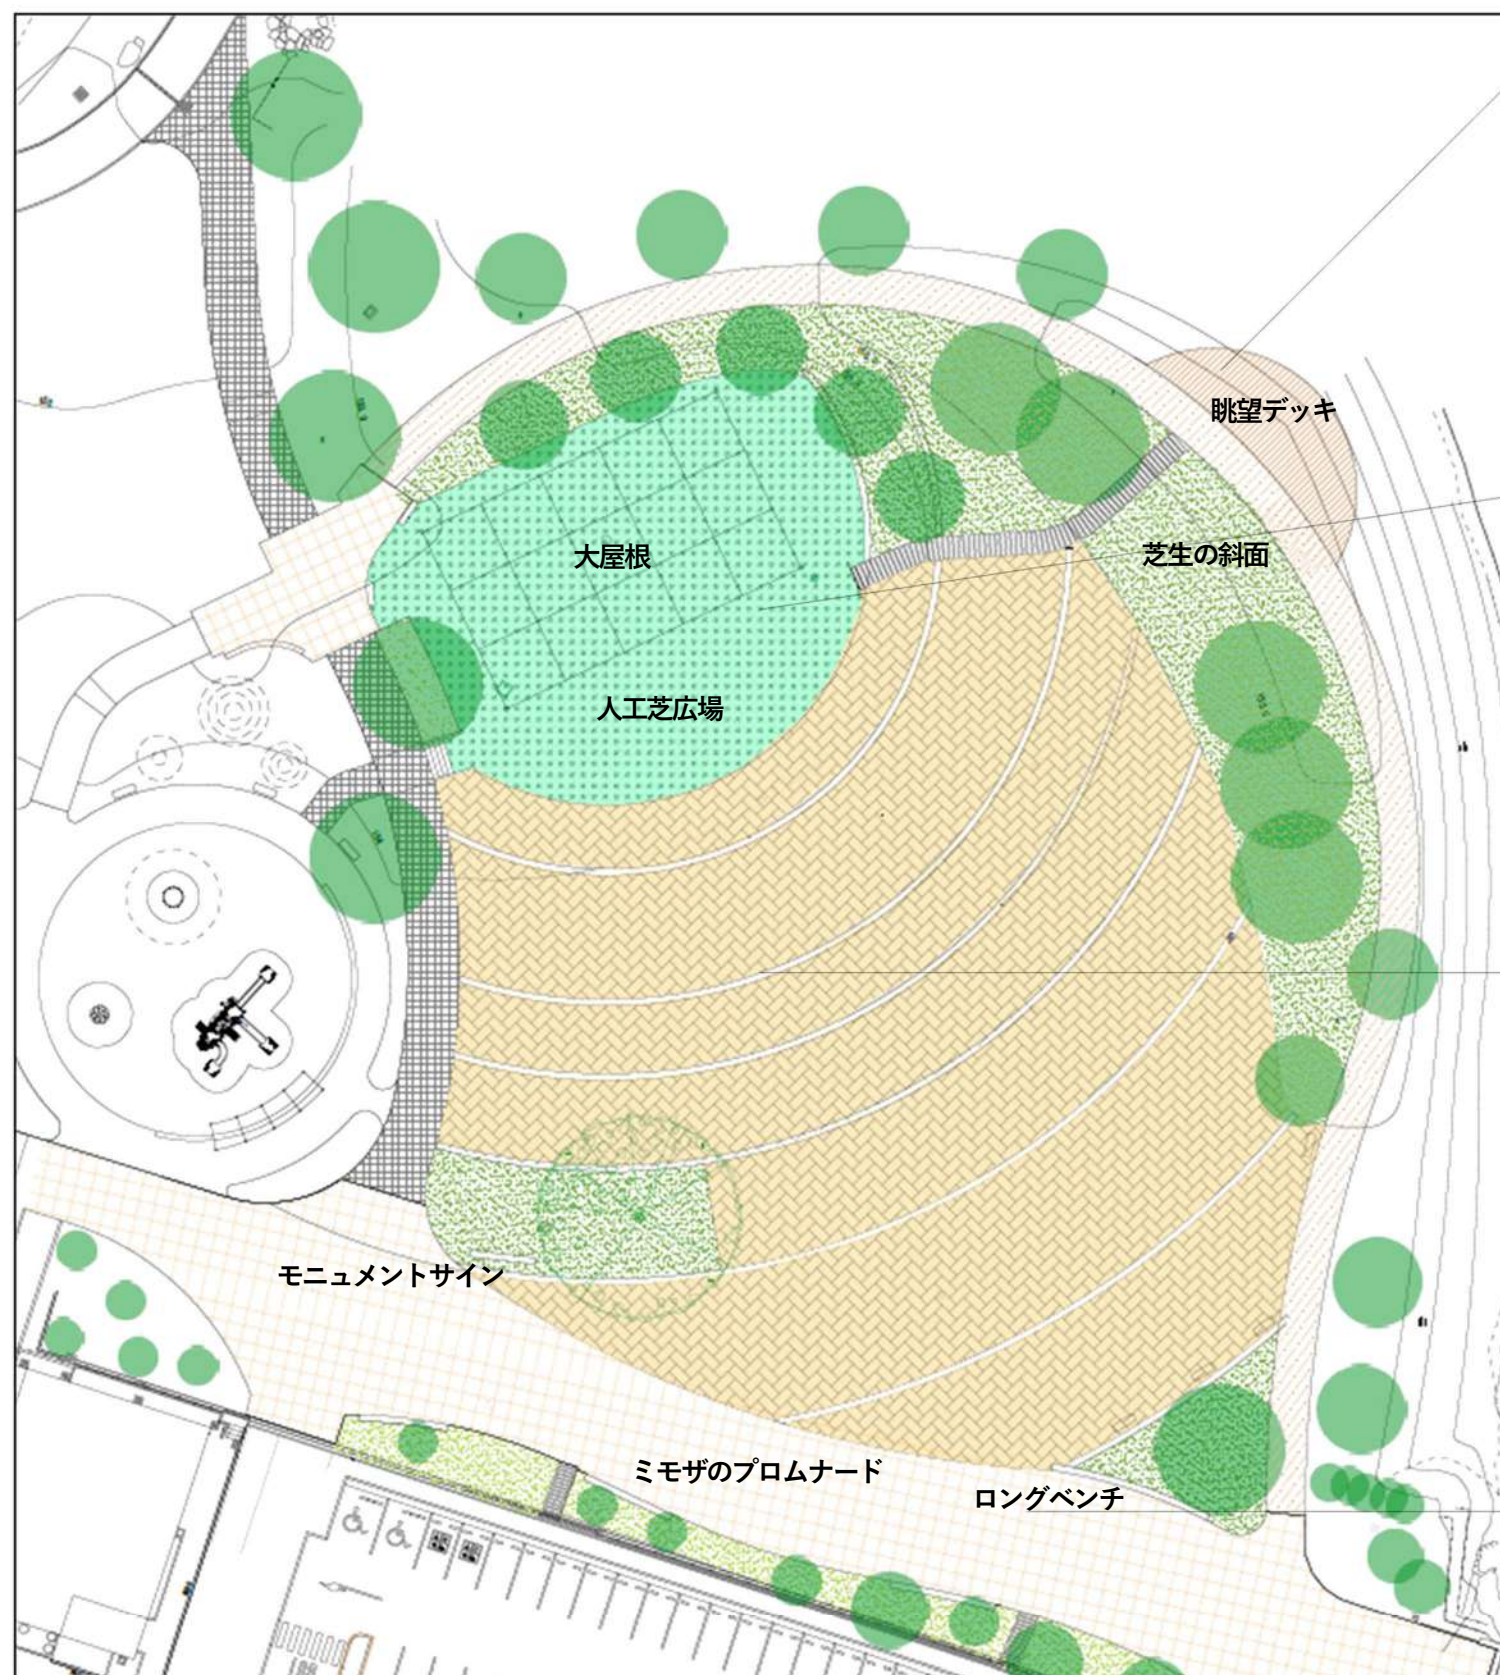 眺望デッキ
大屋根
芝生の斜面
人工芝広場
モニュメントサイン
ミモザのプロムナード
ロングベンチ